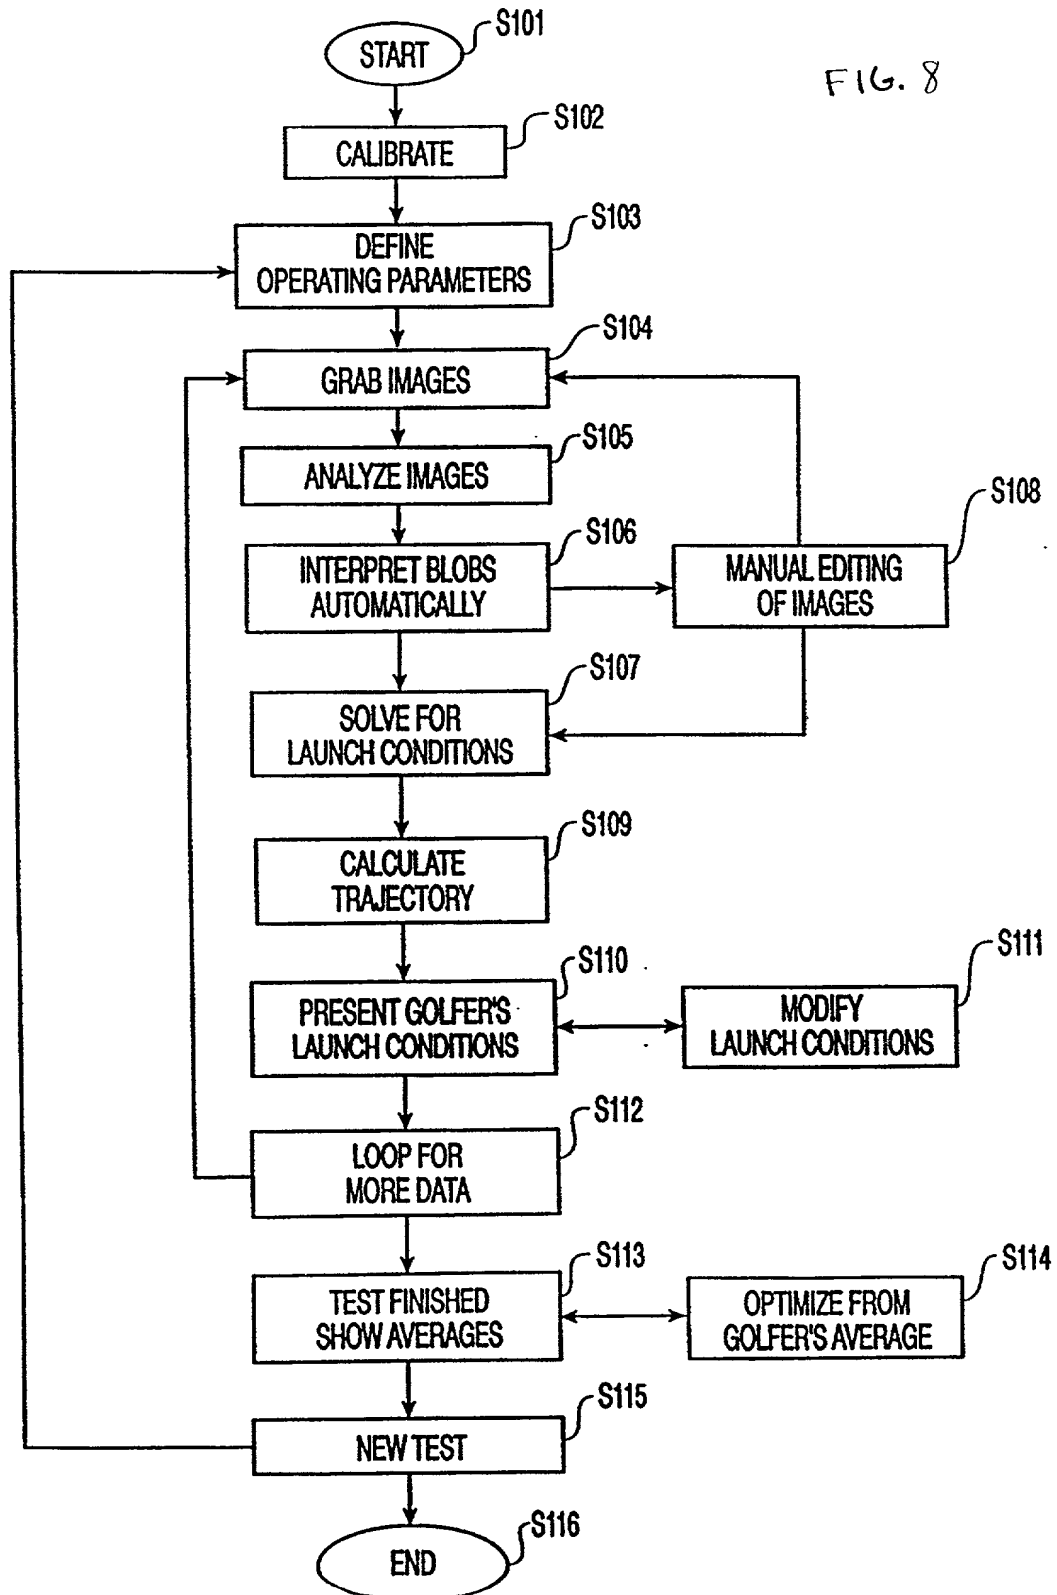 S101
START
FIG. 8
S102
CALIBRATE
S103
DEFINE
OPERATING PARAMETERS
S104
GRAB IMAGES
S105
ANALYZE IMAGES
S106
INTERPRET BLOBS
AUTOMATICALLY
S108
MANUAL EDITING
OF IMAGES
S107
SOLVE FOR
LAUNCH CONDITIONS
S109
CALCULATE
TRAJECTORY
S110
PRESENT GOLFER'S
LAUNCH CONDITIONS
S111
MODIFY
LAUNCH CONDITIONS
S112
LOOP FOR
MORE DATA
S113
TEST FINISHED
SHOW AVERAGES
S114
OPTIMIZE FROM
GOLFER'S AVERAGE
S115
NEW TEST
S116
END